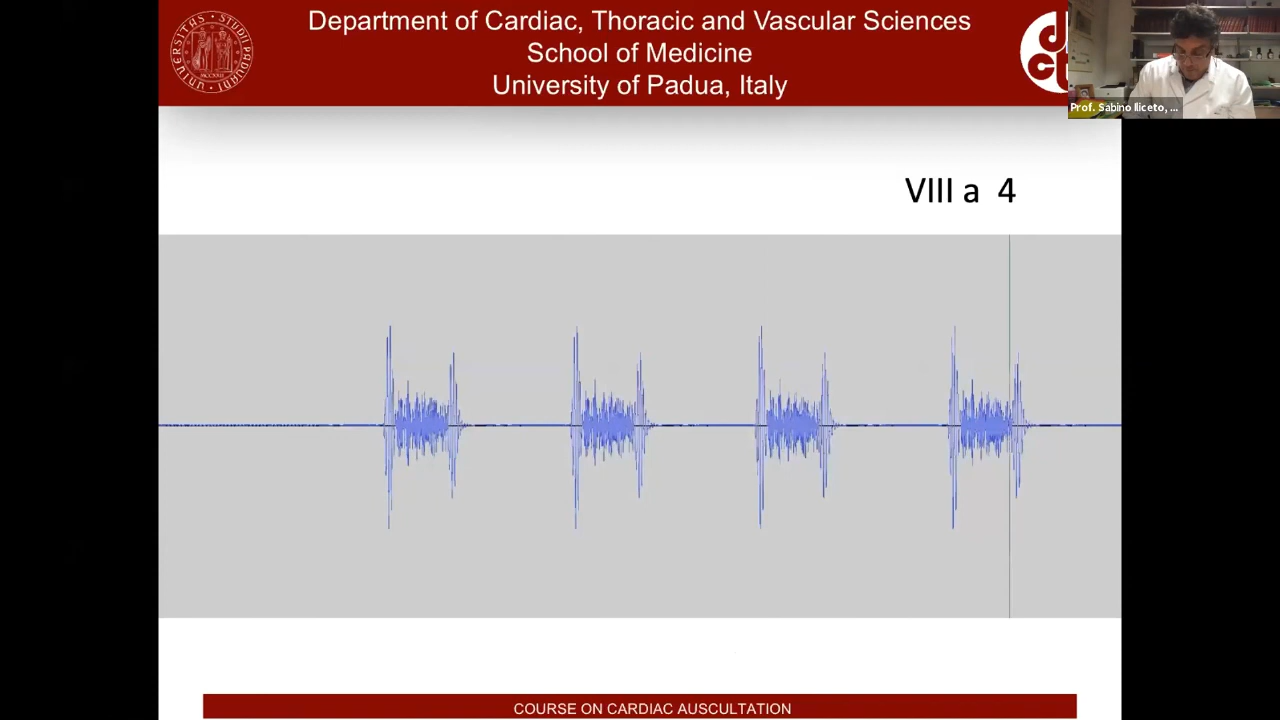 Department of Cardiac, Thoracic and Vascular Sciences
School of Medicine
University of Padua, Italy
Prof. Sabino Iliceto, ...
VIII a 4
COURSE ON CARDIAC AUSCULTATION